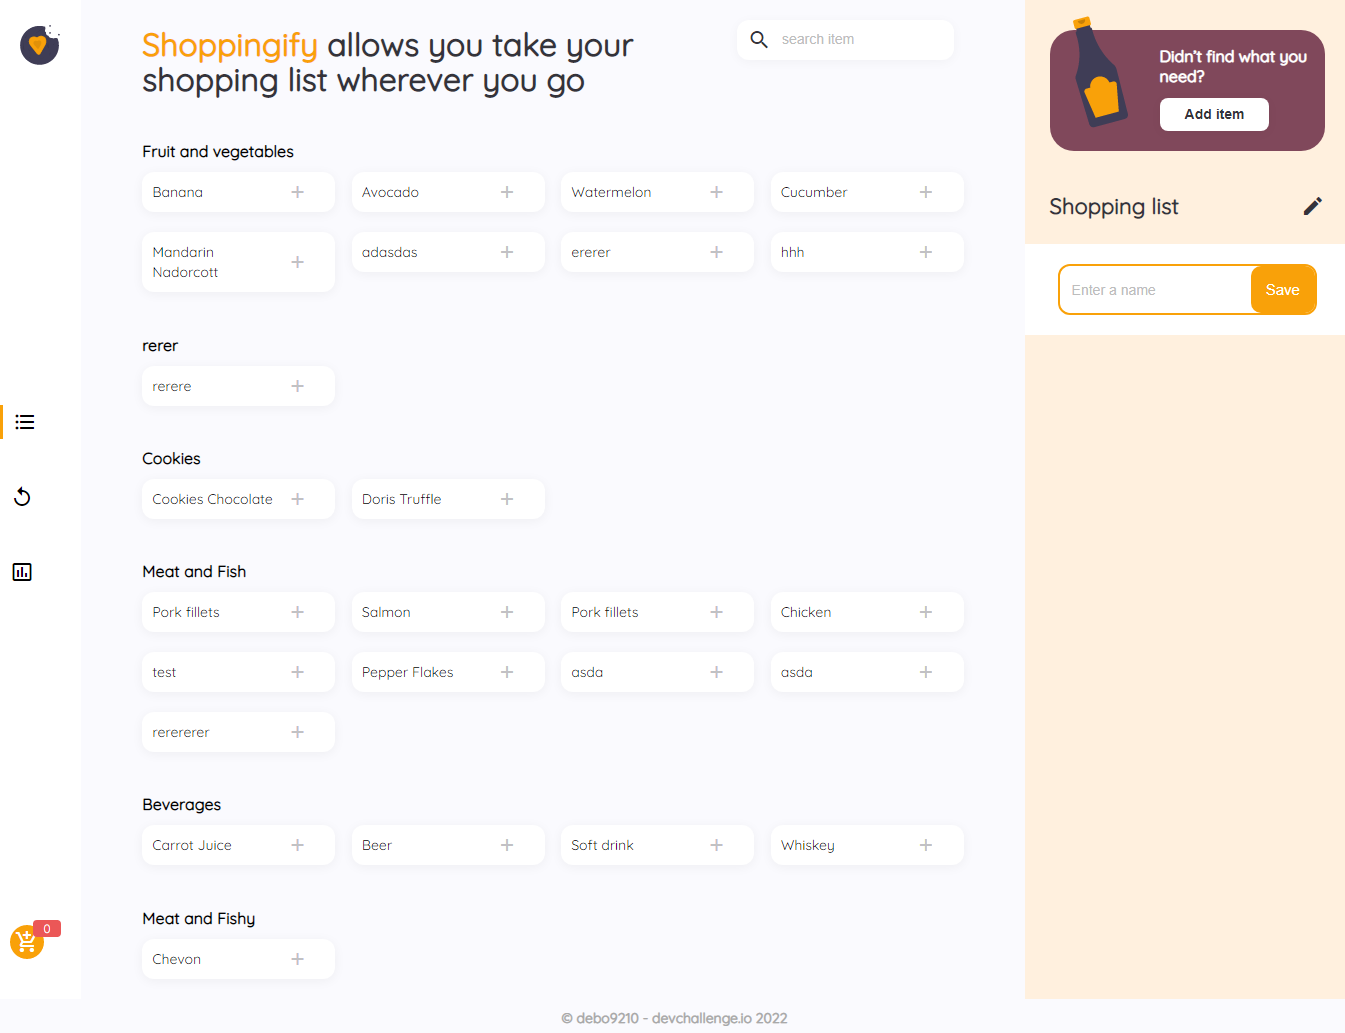 Shoppingify allows you take your
shopping list wherever you go
search item
Fruit and vegetables
Banana
Avocado
Watermelon
Cucumber
Mandarin
Nadorcott
adasdas
ererer
hhh
rerer
rerere
Cookies
Cookies Chocolate
Doris Truffle
Meat and Fish
Pork fillets
Salmon
Pork fillets
Chicken
test
Pepper Flakes
asda
asda
rerererer
Beverages
Carrot Juice
Beer
Soft drink
Whiskey
Meat and Fishy
Chevon
0
Didn't find what you
need?
Add item
Shopping list
Enter a name
Save
© debo9210 - devchallenge.io 2022